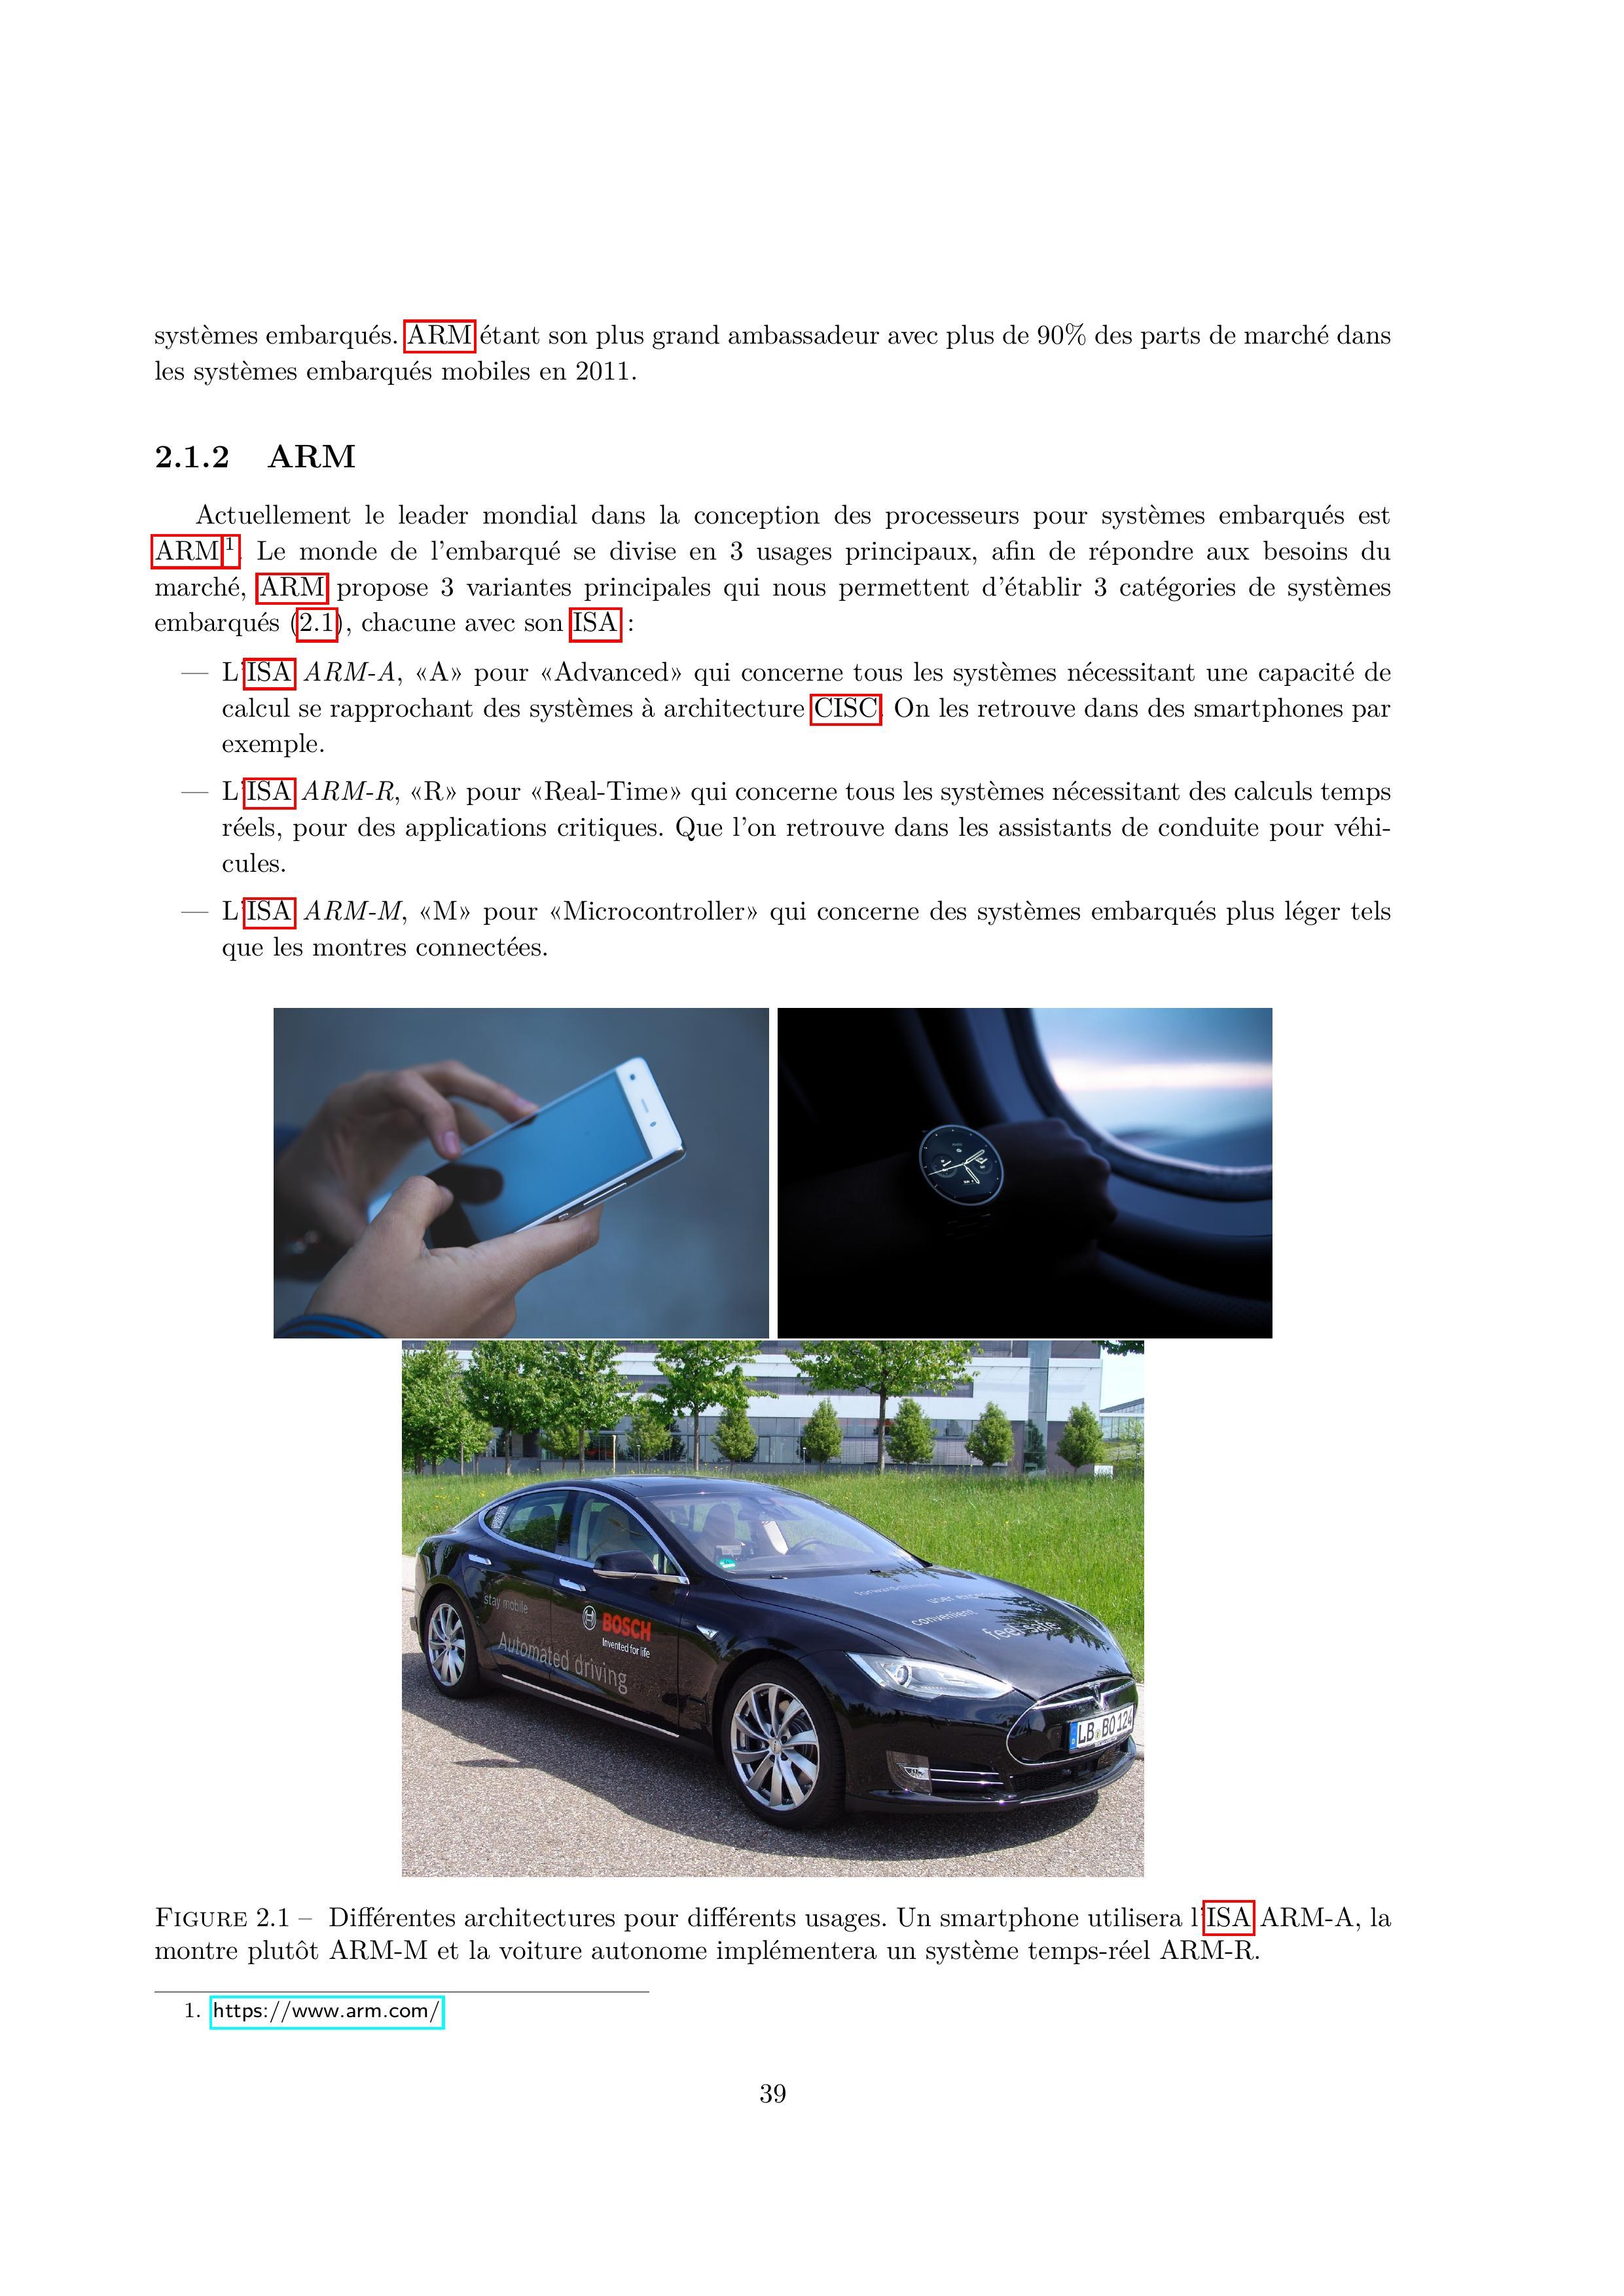 systèmes embarqués. ARM étant son plus grand ambassadeur avec plus de 90% des parts de marché dans
les systèmes embarqués mobiles en 2011.
2.1.2 ARM
Actuellement le leader mondial dans la conception des processeurs pour systèmes embarqués est
ARM 1. Le monde de l'embarqué se divise en 3 usages principaux, afin de répondre aux besoins du
marché, ARM propose 3 variantes principales qui nous permettent d'établir 3 catégories de systèmes
embarqués (2.1), chacune avec son ISA :
— L'ISA ARM-A, «A» pour «Advanced» qui concerne tous les systèmes nécessitant une capacité de
calcul se rapprochant des systèmes à architecture CISC. On les retrouve dans des smartphones par
exemple.
— L'ISA ARM-R, «R» pour «Real-Time» qui concerne tous les systèmes nécessitant des calculs temps
réels, pour des applications critiques. Que l'on retrouve dans les assistants de conduite pour véhi-
cules.
— L'ISA ARM-M, «M» pour «Microcontroller» qui concerne des systèmes embarqués plus léger tels
que les montres connectées.
stay mobile
BOSCH
Invented for life
Automated driving
convenient
feel safe
LB BO 124
FIGURE 2.1 – Différentes architectures pour différents usages. Un smartphone utilisera l'ISA ARM-A, la
montre plutôt ARM-M et la voiture autonome implémentera un système temps-réel ARM-R.
1. https://www.arm.com/
39